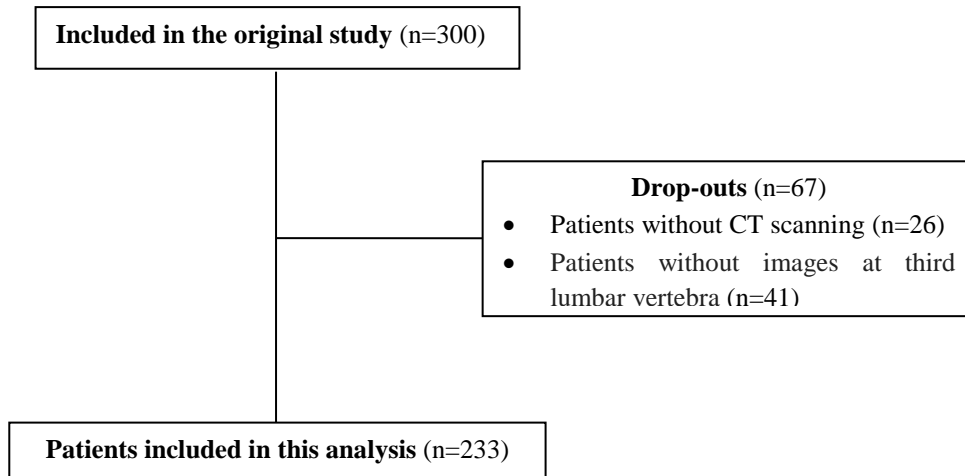 Included in the original study (n=300)
Drop-outs (n=67)
• Patients without CT scanning (n=26)
• Patients without images at third
lumbar vertebra (n=41)
Patients included in this analysis (n=233)